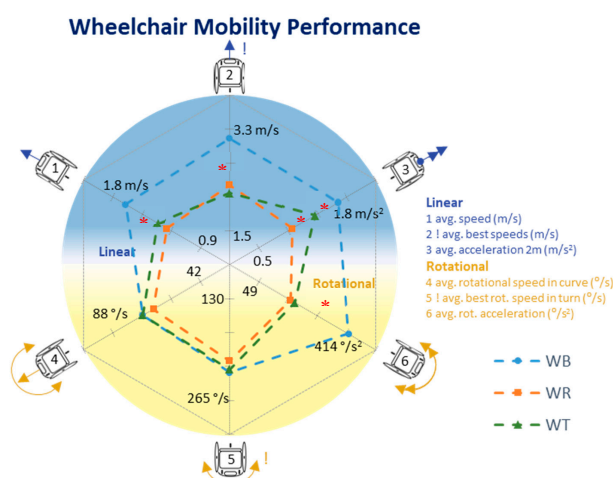 Wheelchair Mobility Performance
!
2
3.3 m/s
*
1
3
1.8 m/s
*
*
*
1.8 m/s²
Linear
1 avg. speed (m/s)
2 ! avg. best speeds (m/s)
3 avg. acceleration 2m (m/s²)
Rotational
4 avg. rotational speed in curve (°/s)
5 ! avg. best rot. speed in turn (°/s)
6 avg. rot. acceleration (°/s²)
0.9
1.5
Linear
0.5
42
49
Rotational
130
*
88 °/s
414 °/s²
4
6
WB
265 °/s
WR
WT
5
!